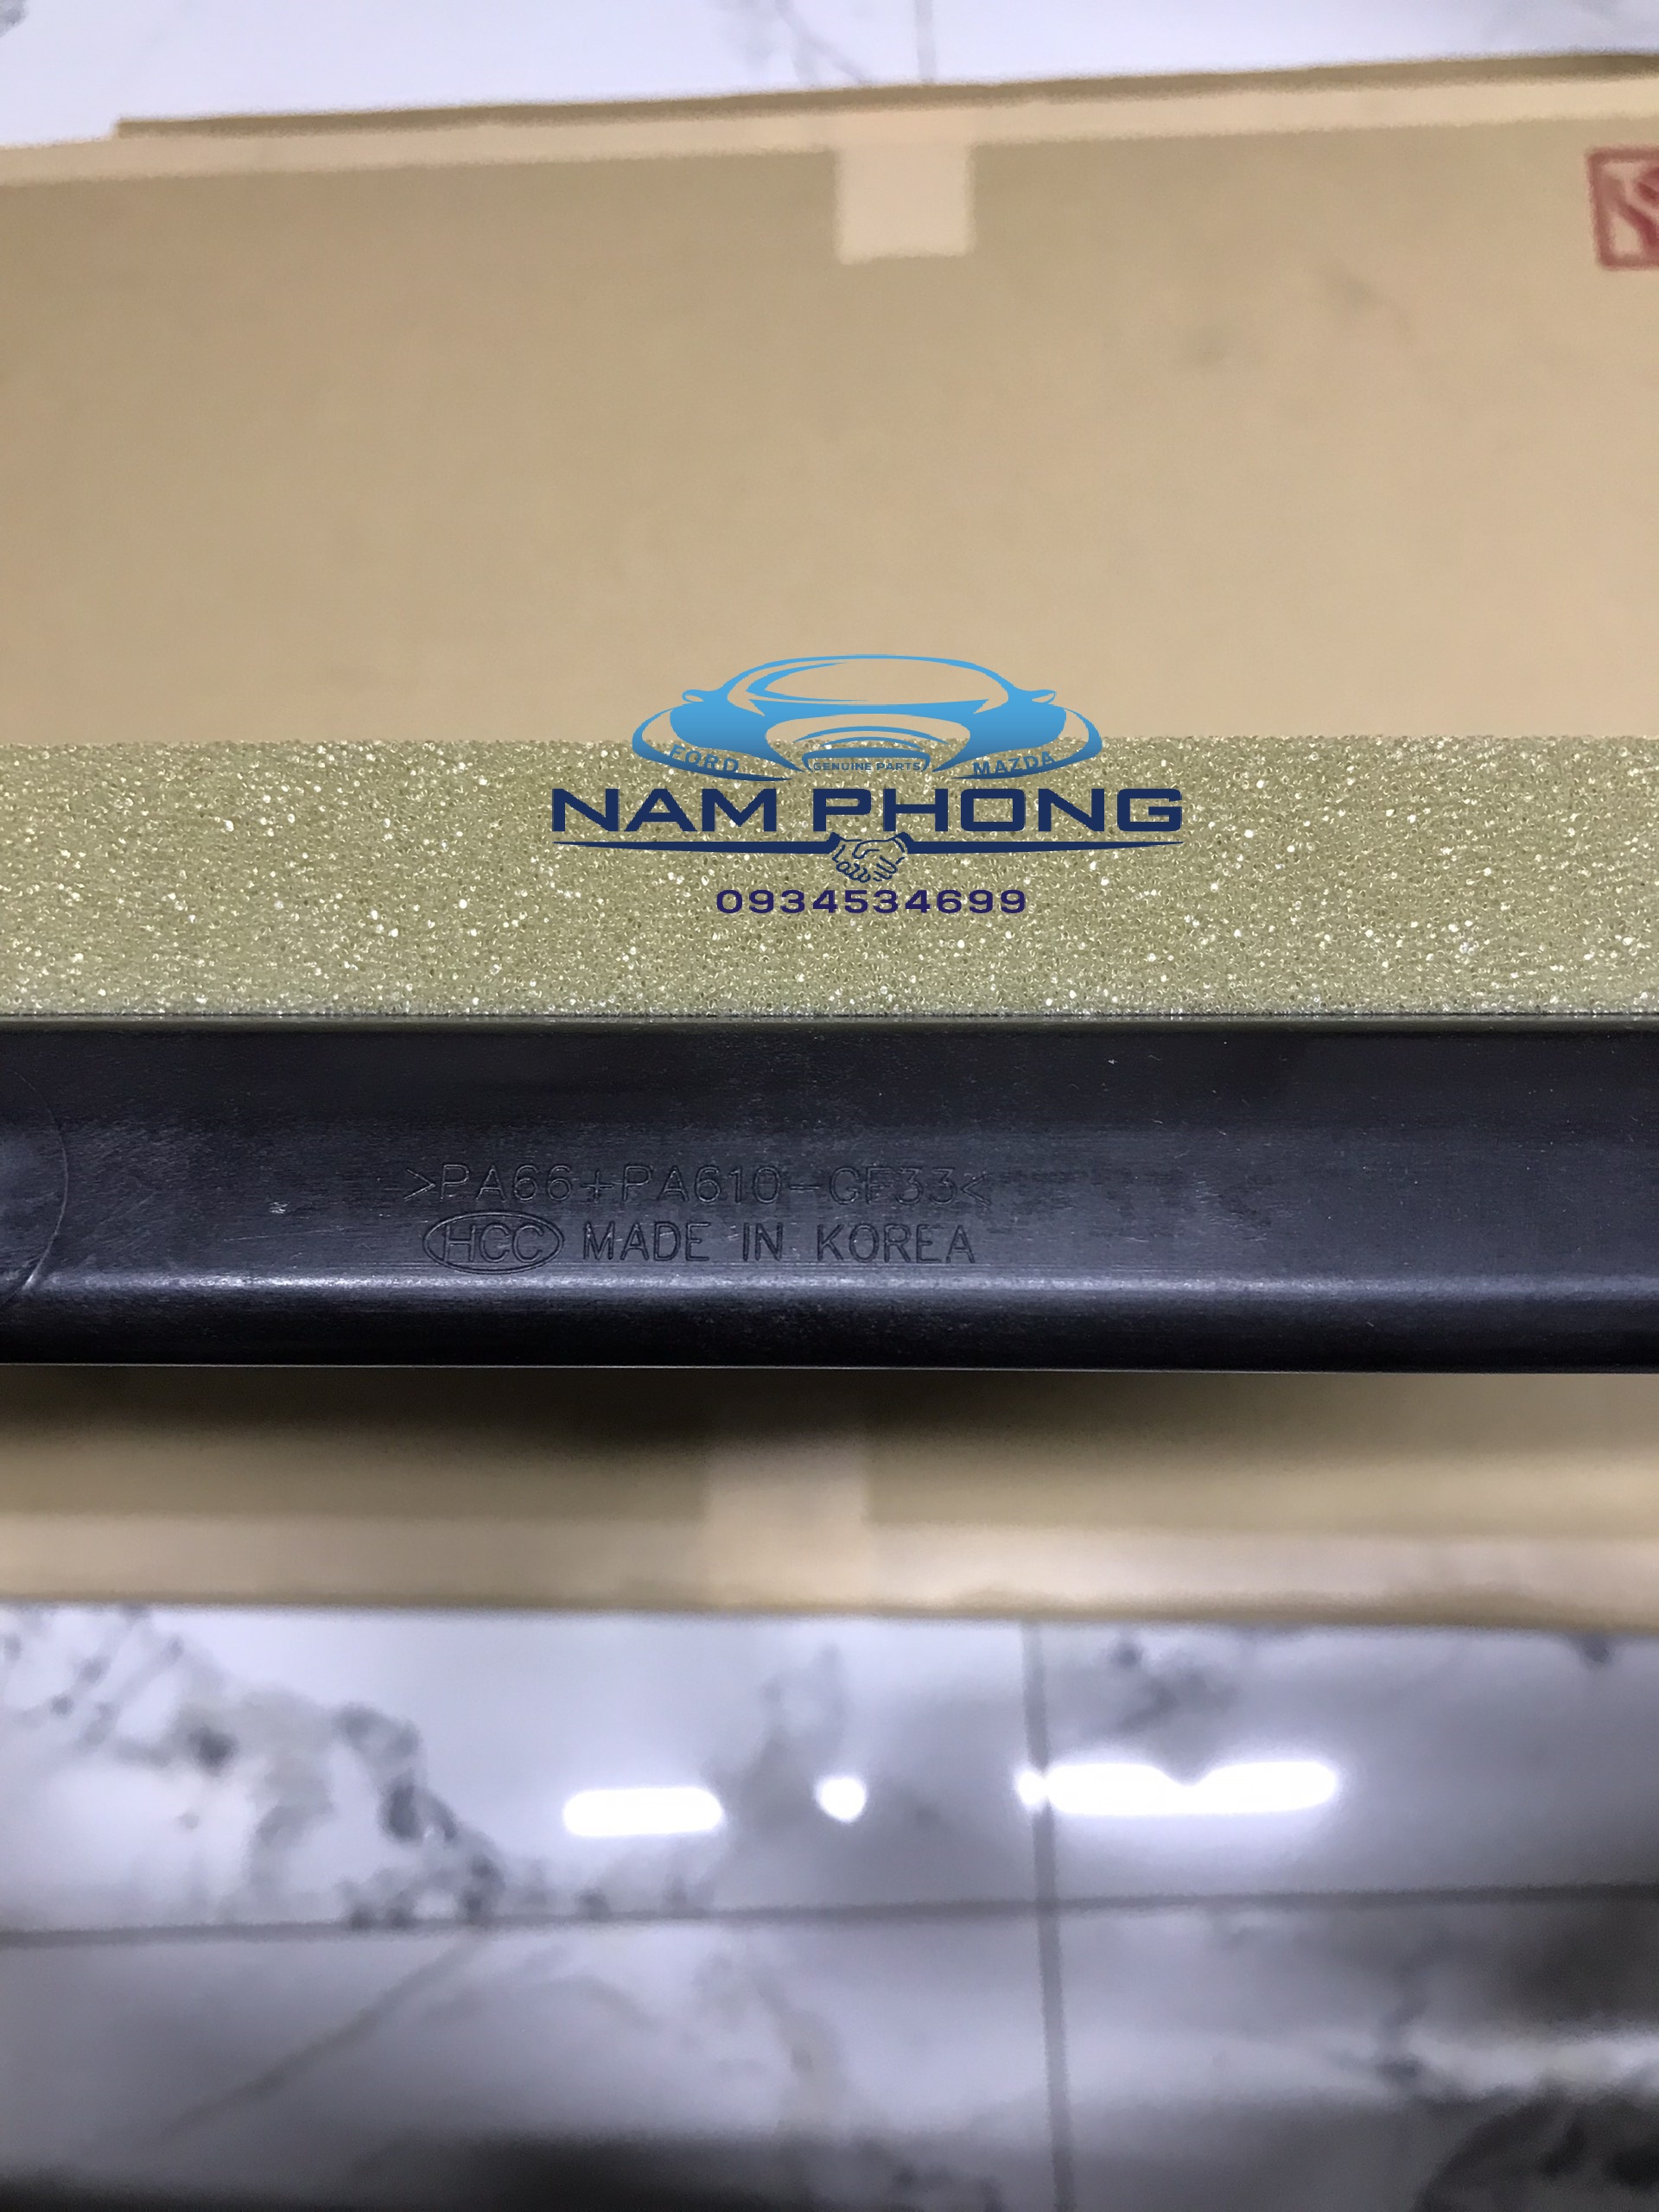 FORD GENUINE PARTS MAZDA
NAM PHONG
0934534699
>PA66+PA610-GF33<
HCC MADE IN KOREA